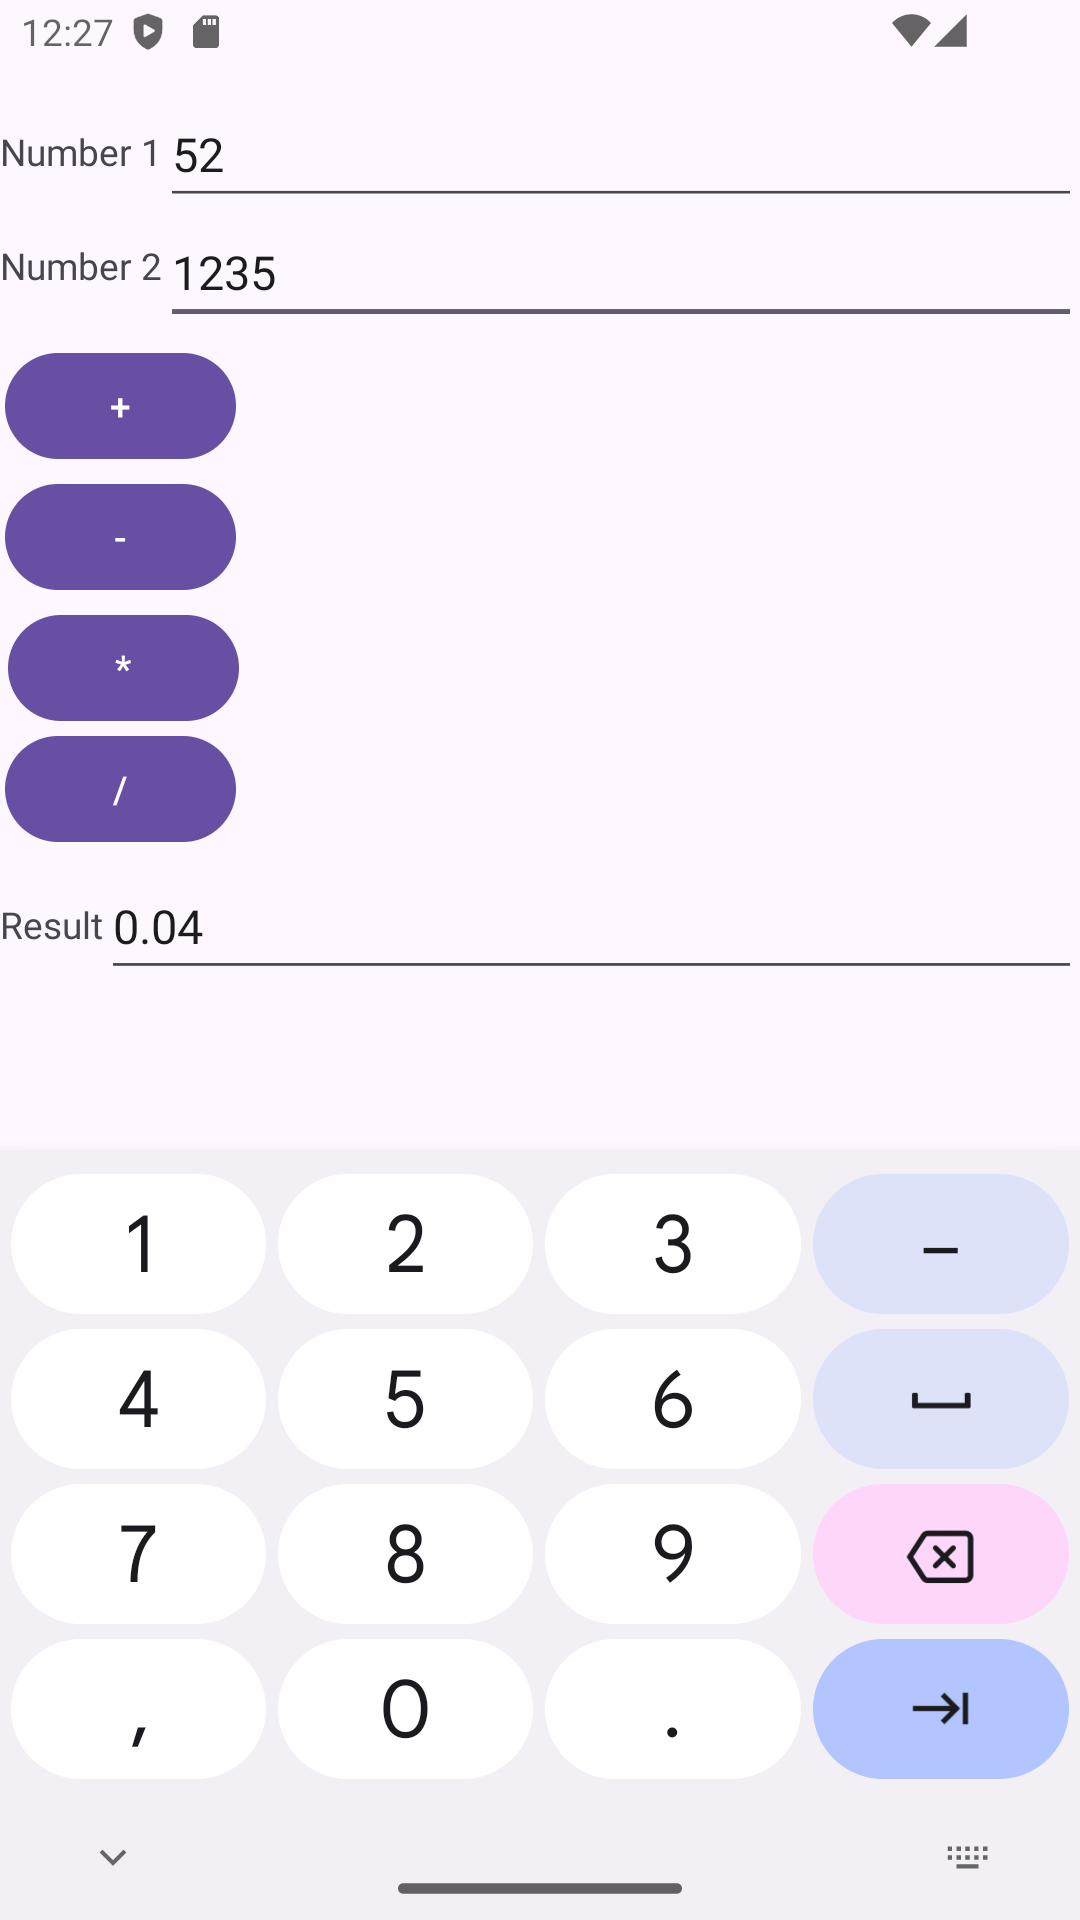 12:27
Number 1 52
Number 2 1235
+
-
*
/
Result 0.04
1 2 3 –
4 5 6
7 8 9
, 0 .